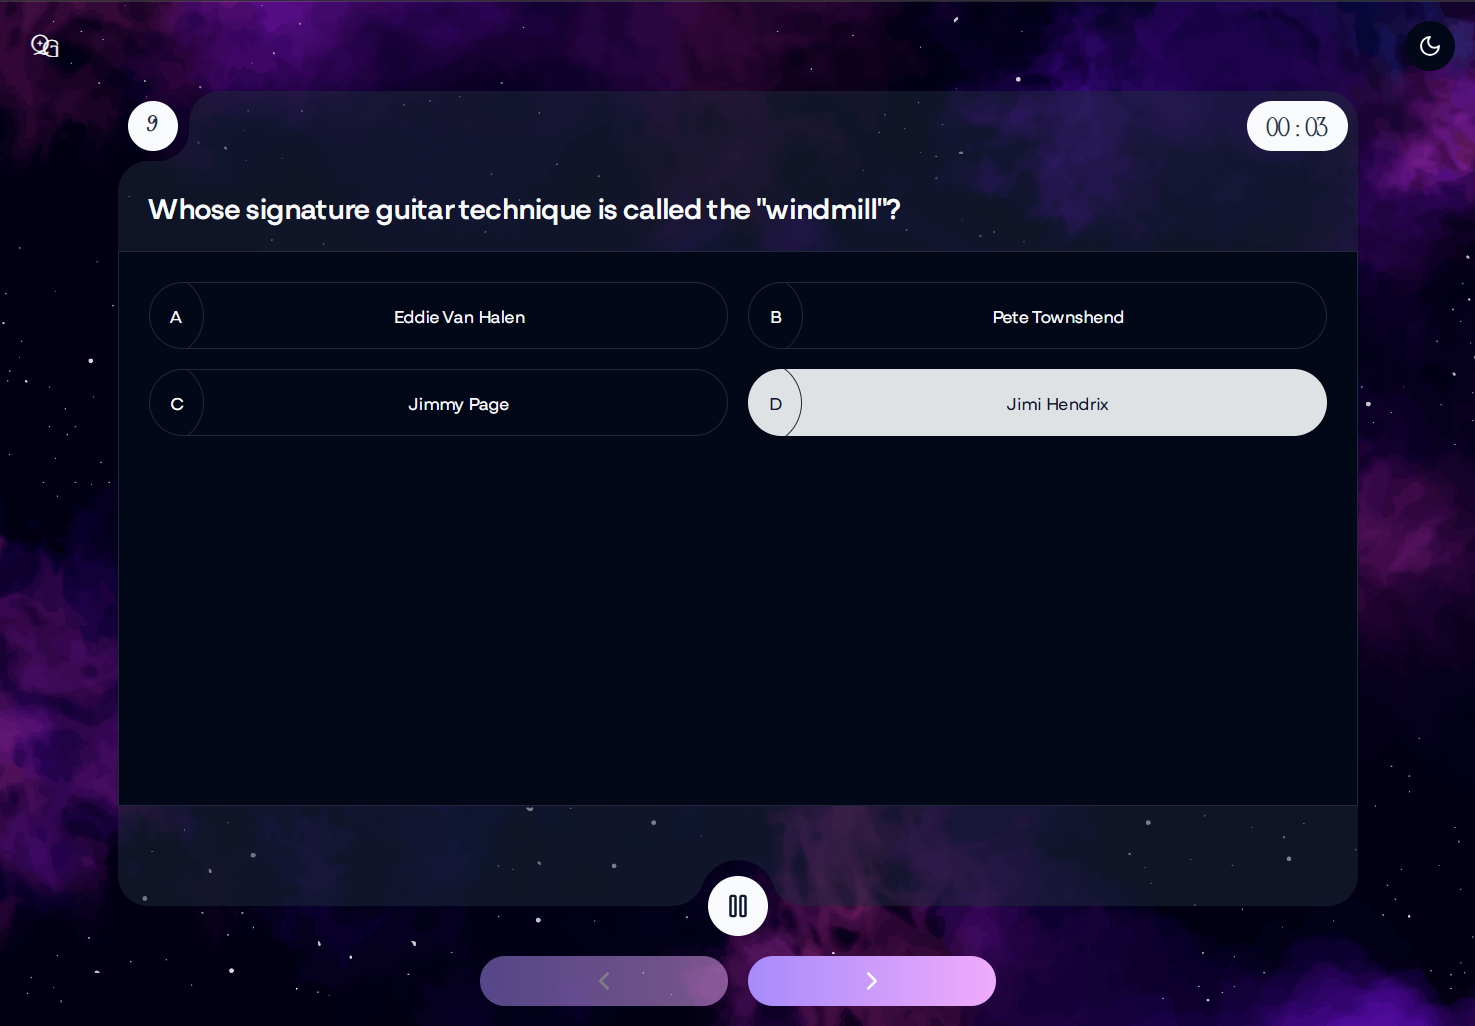 9
00 : 03
Whose signature guitar technique is called the "windmill"?
A Eddie Van Halen
B Pete Townshend
C Jimmy Page
D Jimi Hendrix